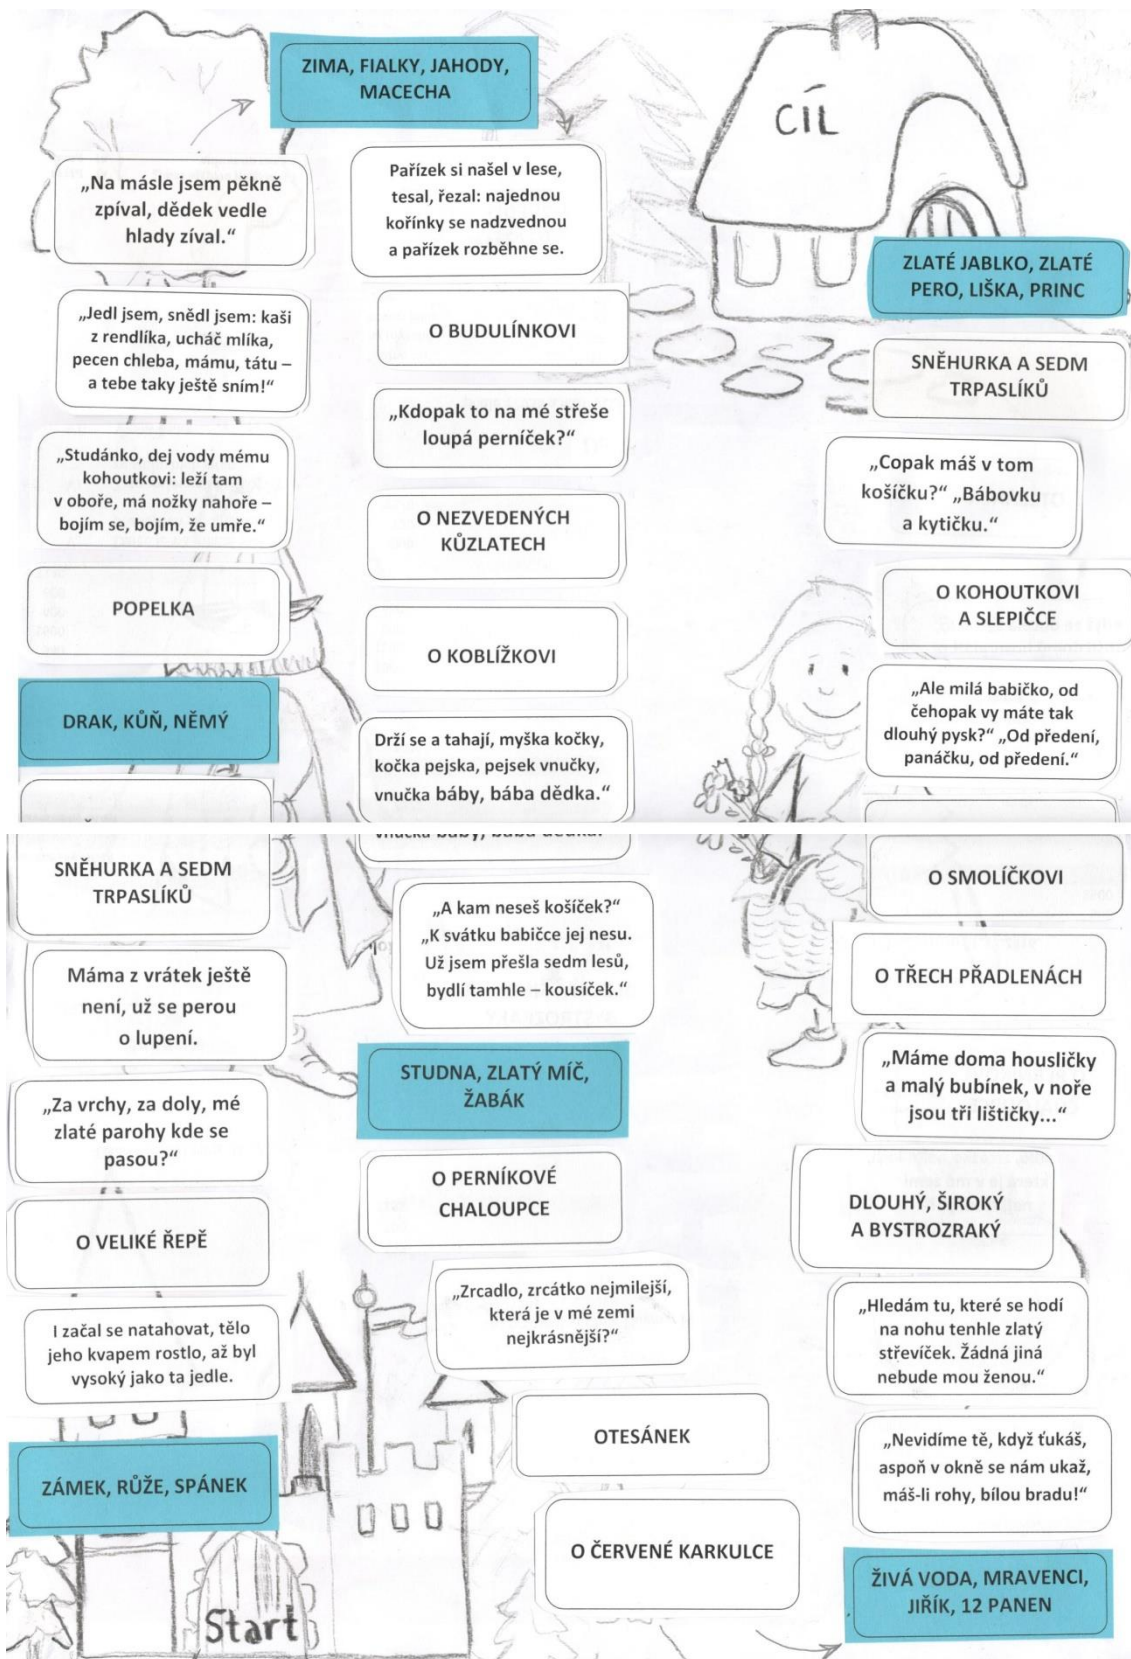 ZIMA, FIALKY, JAHODY,
MACECHA
„Na másle jsem pěkně
zpíval, dědek vedle
hlady zíval.“
„Jedl jsem, snědl jsem: kaši
z rendlíka, ucháč mlíka,
pecen chleba, mámu, tátu –
a tebe taky ještě sním!“
„Studánko, dej vody mému
kohoutkovi: leží tam
v oboře, má nožky nahoře –
bojím se, bojím, že umře.“
POPELKA
DRAK, KŮŇ, NĚMÝ
Pařízek si našel v lese,
tesal, řezal: najednou
kořínky se nadzvednou
a pařízek rozběhne se.
O BUDULÍNKOVI
„Kdopak to na mé střeše
loupá perníček?“
O NEZVEDENÝCH
KŮZLATECH
O KOBLÍŽKOVI
Drží se a tahají, myška kočky,
kočka pejska, pejsek vnučky,
vnučka báby, bába dědka.“
CÍL
ZLATÉ JABLKO, ZLATÉ
PERO, LIŠKA, PRINC
SNĚHURKA A SEDM
TRPASLÍKŮ
„Copak máš v tom
košíčku?“ „Bábovku
a kytičku.“
O KOHOUTKOVI
A SLEPIČCE
„Ale milá babičko, od
čehopak vy máte tak
dlouhý pysk?“ „Od předení,
panáčku, od předení.“
SNĚHURKA A SEDM
TRPASLÍKŮ
Máma z vrátek ještě
není, už se perou
o lupení.
„Za vrchy, za doly, mé
zlaté parohy kde se
pasou?“
O VELIKÉ ŘEPĚ
I začal se natahovat, tělo
jeho kvapem rostlo, až byl
vysoký jako ta jedle.
ZÁMEK, RŮŽE, SPÁNEK
Start
vnučka báby, bába dědka.“
„A kam neseš košíček?“
„K svátku babičce jej nesu.
Už jsem přešla sedm lesů,
bydlí tamhle – kousíček.“
STUDNA, ZLATÝ MÍČ,
ŽABÁK
O PERNÍKOVÉ
CHALOUPCE
„Zrcadlo, zrcátko nejmilejší,
která je v mé zemi
nejkrásnější?“
OTESÁNEK
O ČERVENÉ KARKULCE
O SMOLÍČKOVI
O TŘECH PŘADLENÁCH
„Máme doma housličky
a malý bubínek, v noře
jsou tři lištičky...“
DLOUHÝ, ŠIROKÝ
A BYSTROZRAKÝ
„Hledám tu, které se hodí
na nohu tenhle zlatý
střevíček. Žádná jiná
nebude mou ženou.“
„Nevidíme tě, když ťukáš,
aspoň v okně se nám ukaž,
máš-li rohy, bílou bradu!“
ŽIVÁ VODA, MRAVENCI,
JIŘÍK, 12 PANEN